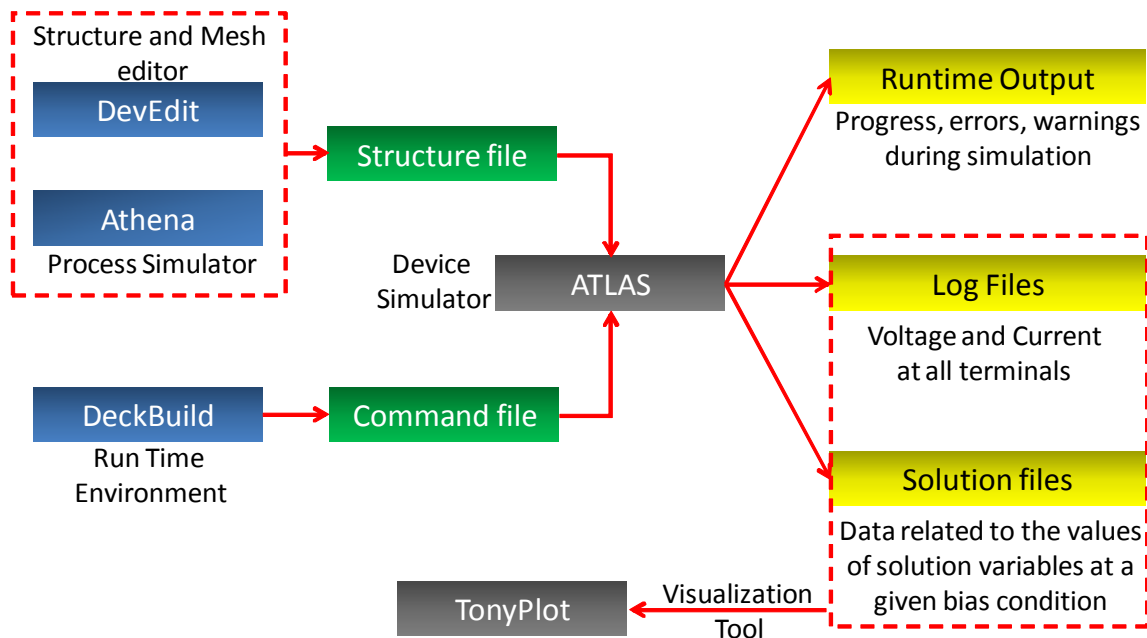 Structure and Mesh
editor
DevEdit
Athena
Process Simulator
Structure file
DeckBuild
Run Time
Environment
Command file
Device
Simulator
ATLAS
Runtime Output
Progress, errors, warnings
during simulation
Log Files
Voltage and Current
at all terminals
Solution files
Data related to the values
of solution variables at a
given bias condition
Visualization
Tool
TonyPlot